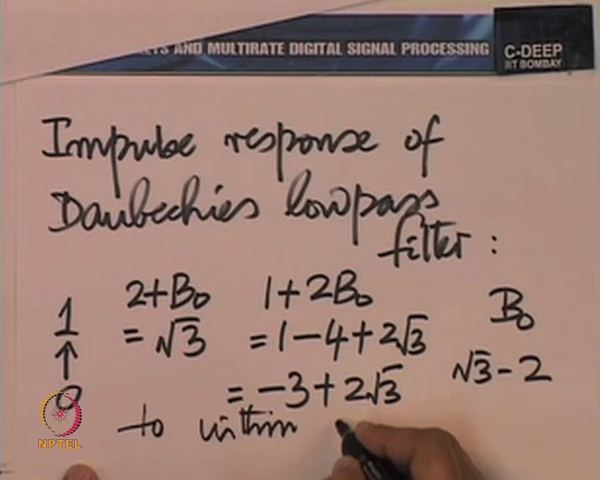 ETS AND MULTIRATE DIGITAL SIGNAL PROCESSING
C-DEEP
IIT BOMBAY
Impulse response of
Daubechies lowpass
filter :
1 2+B₀ 1+2B₀ B₀
↑ = √3 = 1-4+2√3 √3-2
0 = -3+2√3
to within
NPTEL